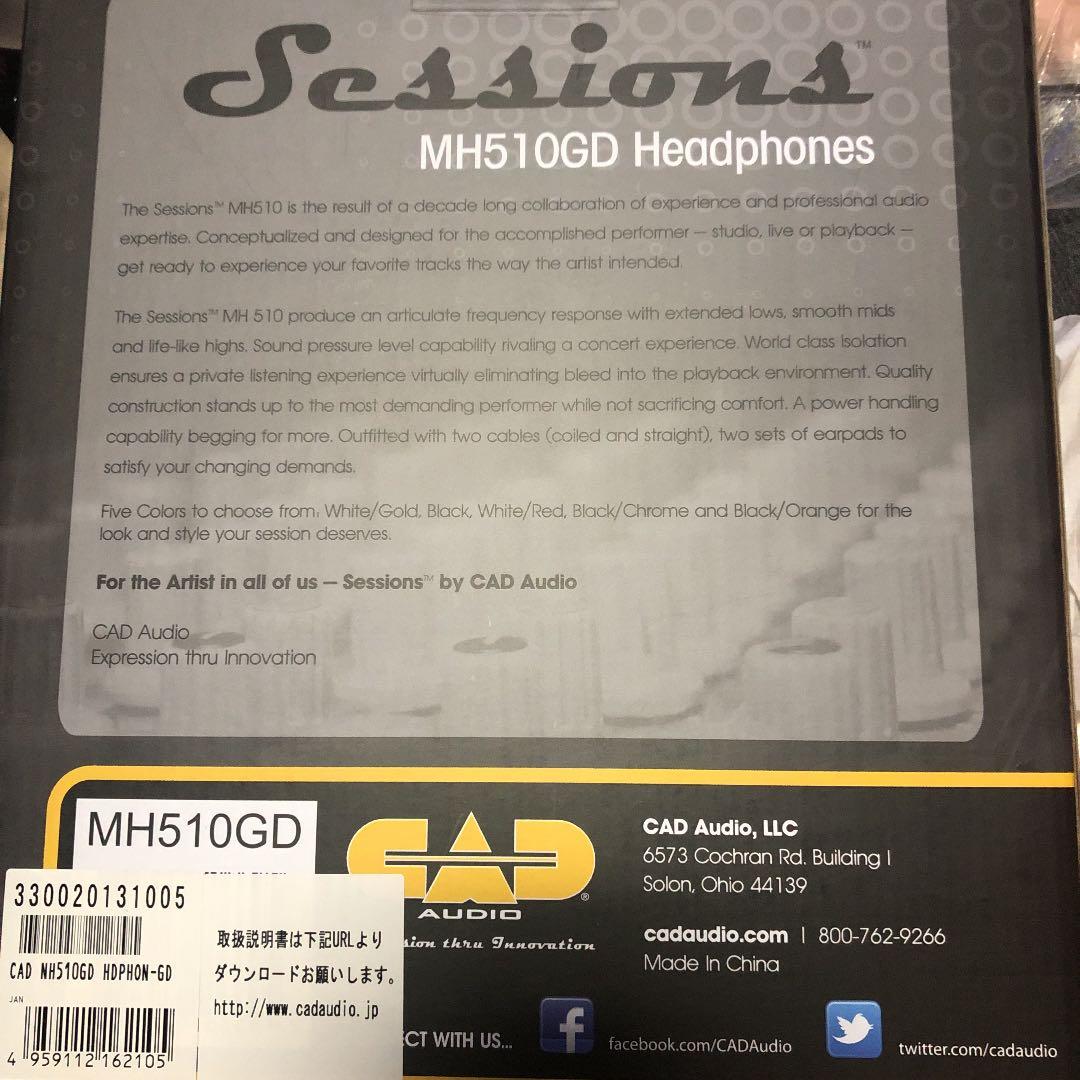 Sessions™
MH510GD Headphones
The Sessions™ MH510 is the result of a decade long collaboration of experience and professional audio
expertise. Conceptualized and designed for the accomplished performer – studio, live or playback –
get ready to experience your favorite tracks the way the artist intended.
The Sessions™ MH 510 produce an articulate frequency response with extended lows, smooth mids
and life-like highs. Sound pressure level capability rivaling a concert experience. World class Isolation
ensures a private listening experience virtually eliminating bleed into the playback environment. Quality
construction stands up to the most demanding performer while not sacrificing comfort. A power handling
capability begging for more. Outfitted with two cables (coiled and straight), two sets of earpads to
satisfy your changing demands.
Five Colors to choose from: White/Gold, Black, White/Red, Black/Chrome and Black/Orange for the
look and style your session deserves.
For the Artist in all of us – Sessions™ by CAD Audio
CAD Audio
Expression thru Innovation
MH510GD
CAD®
AUDIO
sion thru Innovation
CAD Audio, LLC
6573 Cochran Rd. Building I
Solon, Ohio 44139
cadaudio.com | 800-762-9266
Made In China
330020131005
CAD NH510GD HDPHON-GD
JAN
4 959112 162105
取扱説明書は下記URLより
ダウンロードお願いします。
http://www.cadaudio.jp
ECT WITH US...
f
facebook.com/CADAudio
twitter.com/cadaudio